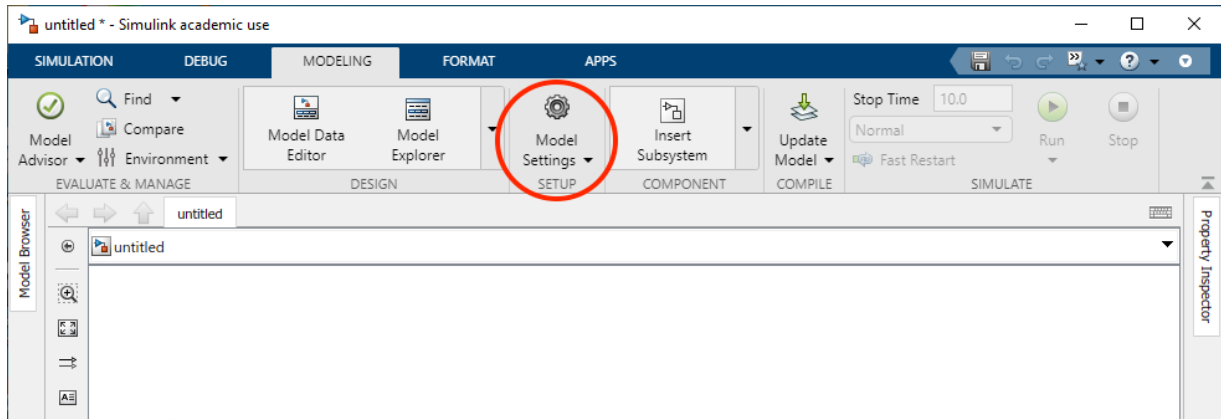 untitled * - Simulink academic use
SIMULATION DEBUG MODELING FORMAT APPS
Model Advisor
Find
Compare
Environment
EVALUATE & MANAGE
Model Data Editor
Model Explorer
DESIGN
Model Settings
SETUP
Insert Subsystem
COMPONENT
Update Model
COMPILE
Stop Time 10.0
Normal
Fast Restart
Run
Stop
SIMULATE
Model Browser
untitled
untitled
Property Inspector